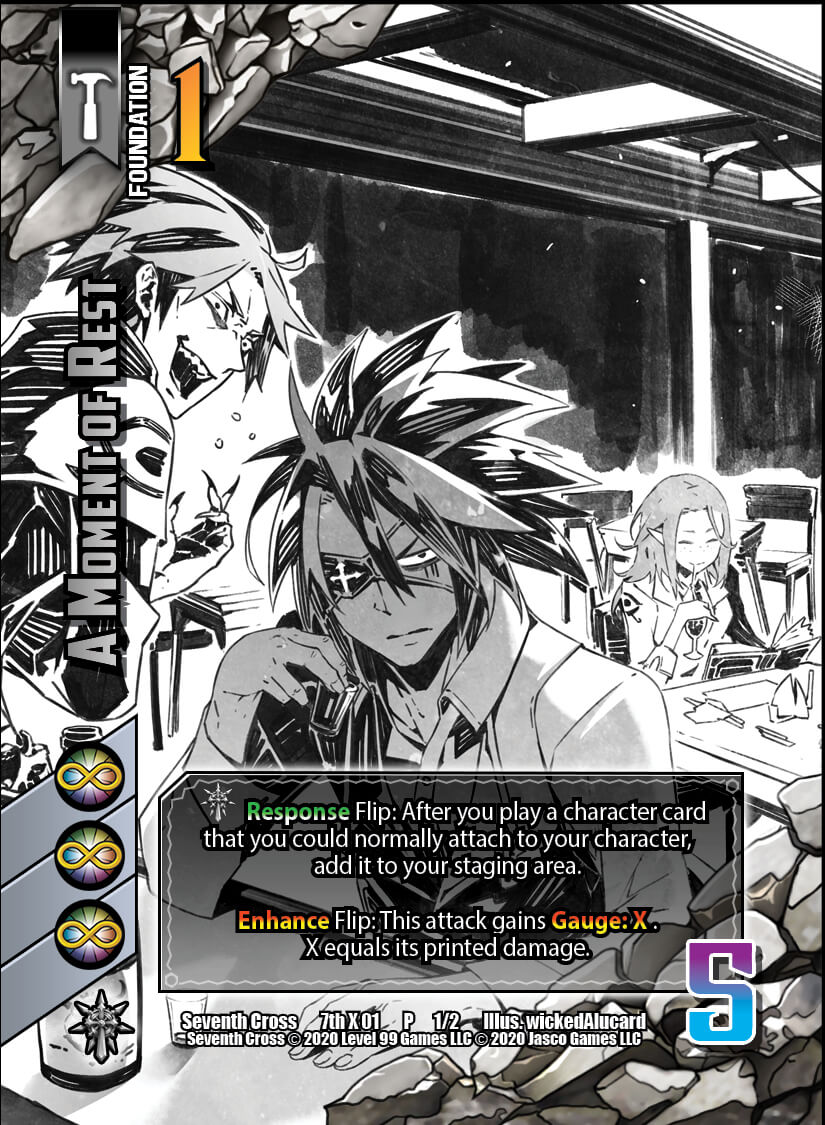 FOUNDATION
1
A Moment of Rest
Response Flip: After you play a character card
that you could normally attach to your character,
add it to your staging area.
Enhance Flip: This attack gains Gauge: X .
X equals its printed damage.
5
Seventh Cross 7th X 01 P 1/2 Illus. wickedAlucard
Seventh Cross © 2020 Level 99 Games LLC © 2020 Jasco Games LLC